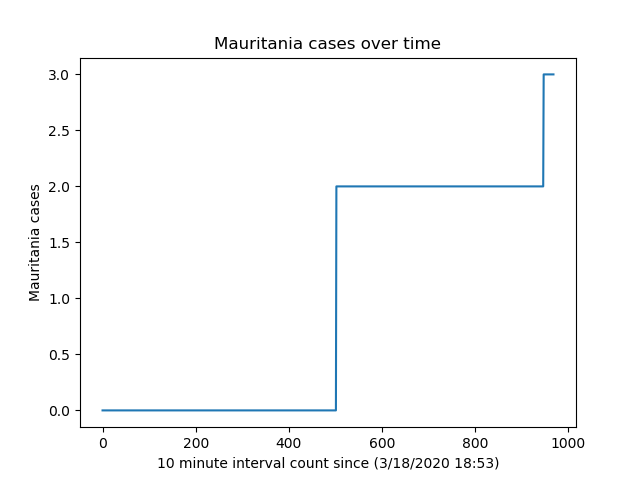 Mauritania cases over time
3.0
2.5
2.0
1.5
1.0
0.5
0.0
Mauritania cases
0 200 400 600 800 1000
10 minute interval count since (3/18/2020 18:53)